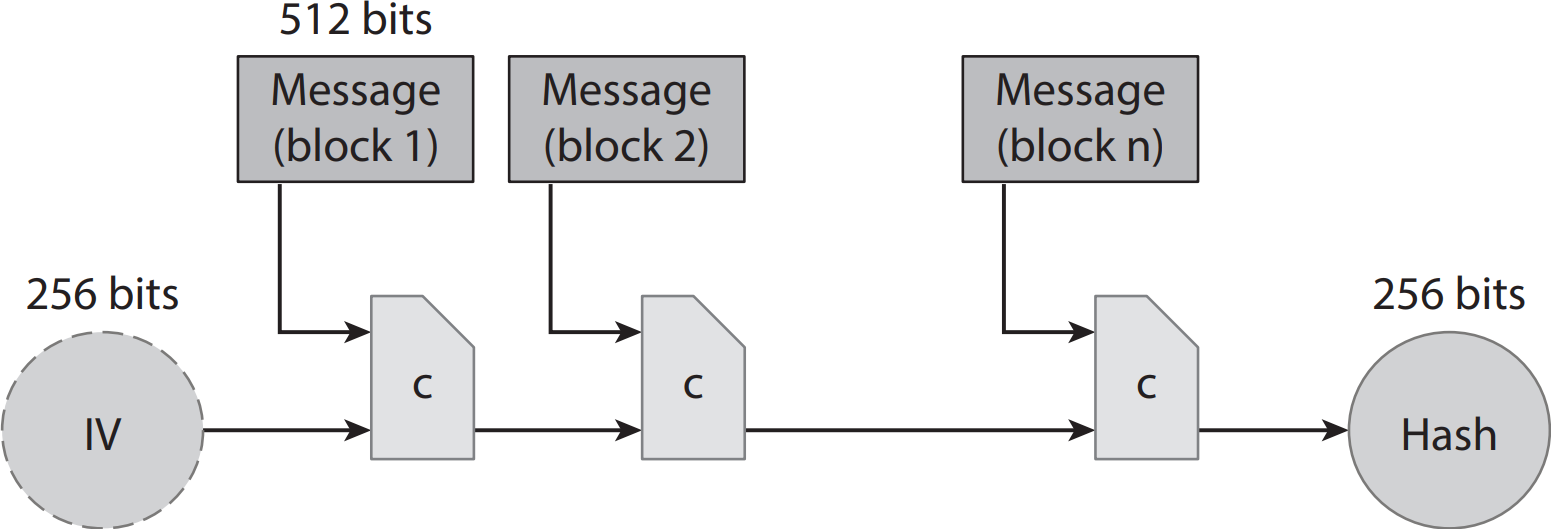 512 bits
Message
(block 1)
Message
(block 2)
Message
(block n)
256 bits
IV
c
c
c
256 bits
Hash